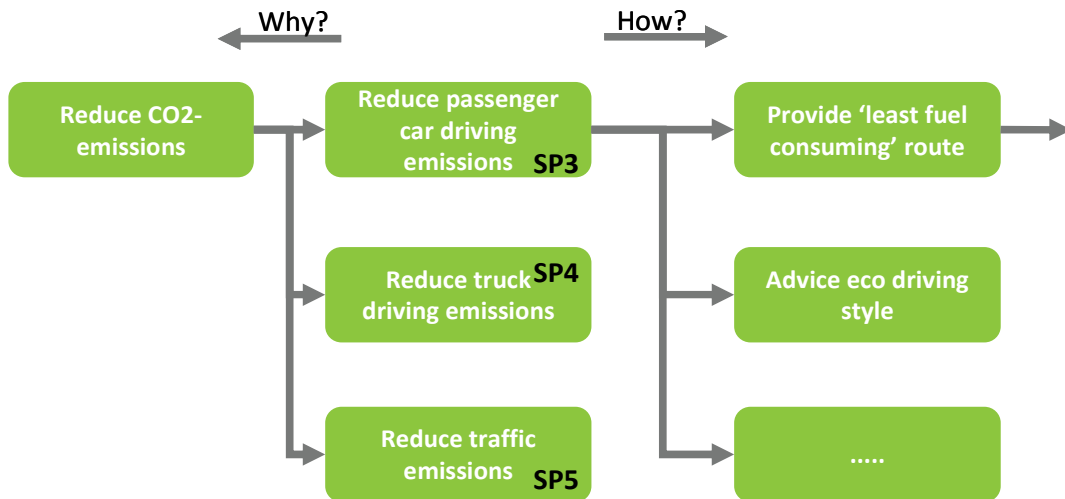 Why?
How?
Reduce CO2-
emissions
Reduce passenger
car driving
emissions
SP3
Provide ‘least fuel
consuming’ route
Reduce truck
SP4
driving emissions
Advice eco driving
style
Reduce traffic
emissions
SP5
.....